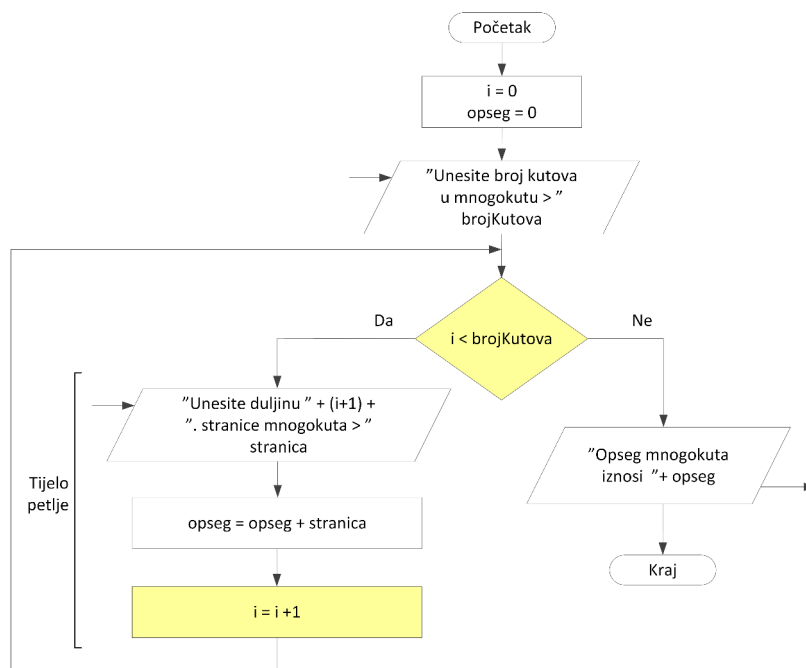 Početak
i = 0
opseg = 0
”Unesite broj kutova
u mnogokutu > ”
brojKutova
Da
i < brojKutova
Ne
”Unesite duljinu ” + (i+1) +
”. stranice mnogokuta > ”
stranica
”Opseg mnogokuta
iznosi ”+ opseg
Tijelo
petlje
opseg = opseg + stranica
Kraj
i = i +1